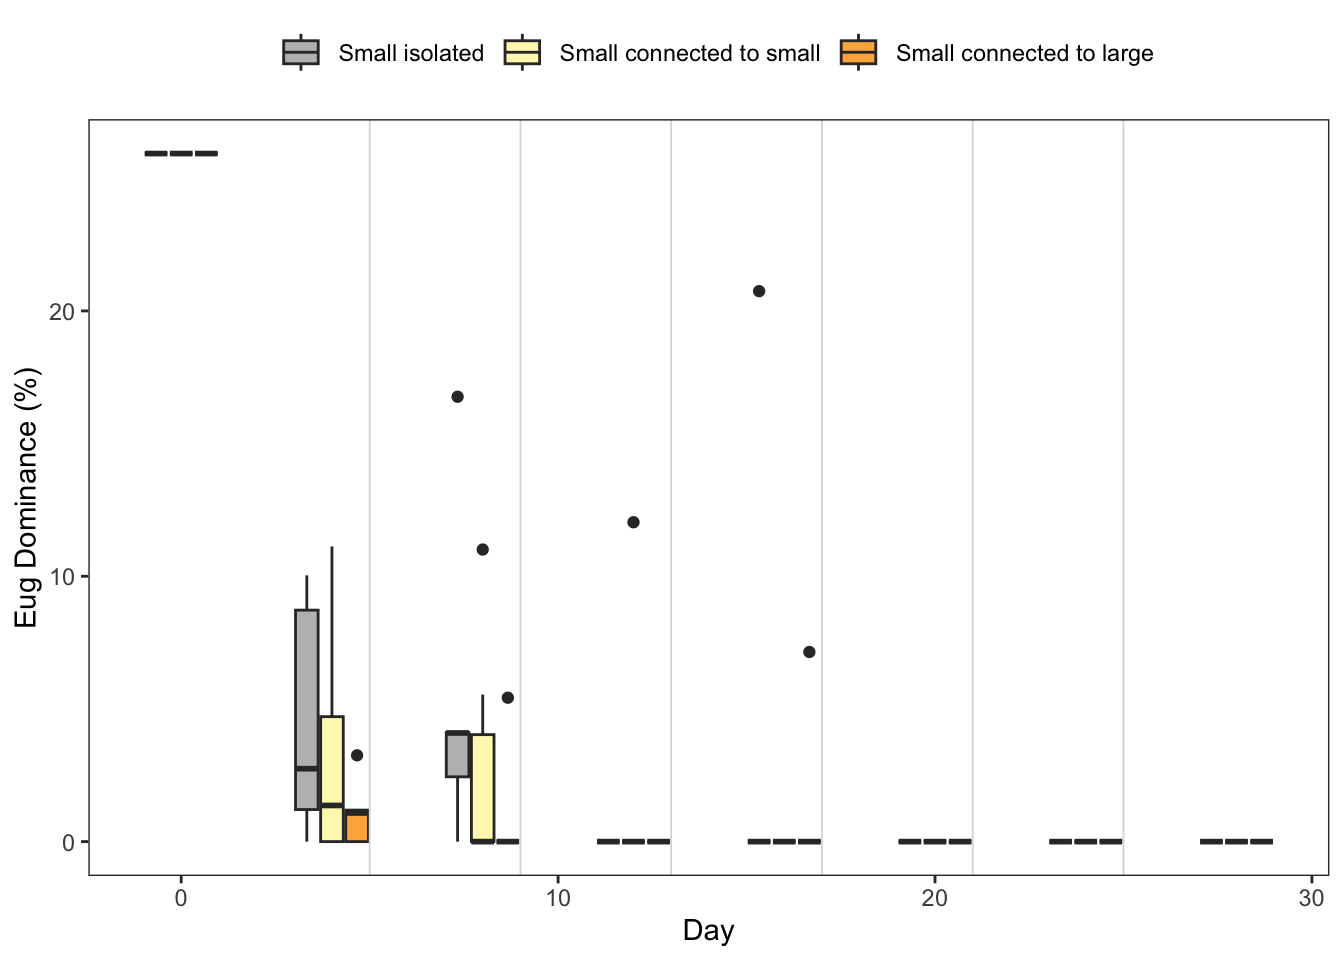 Small isolated Small connected to small Small connected to large
Eug Dominance (%)
20
10
0
0 10 20 30
Day